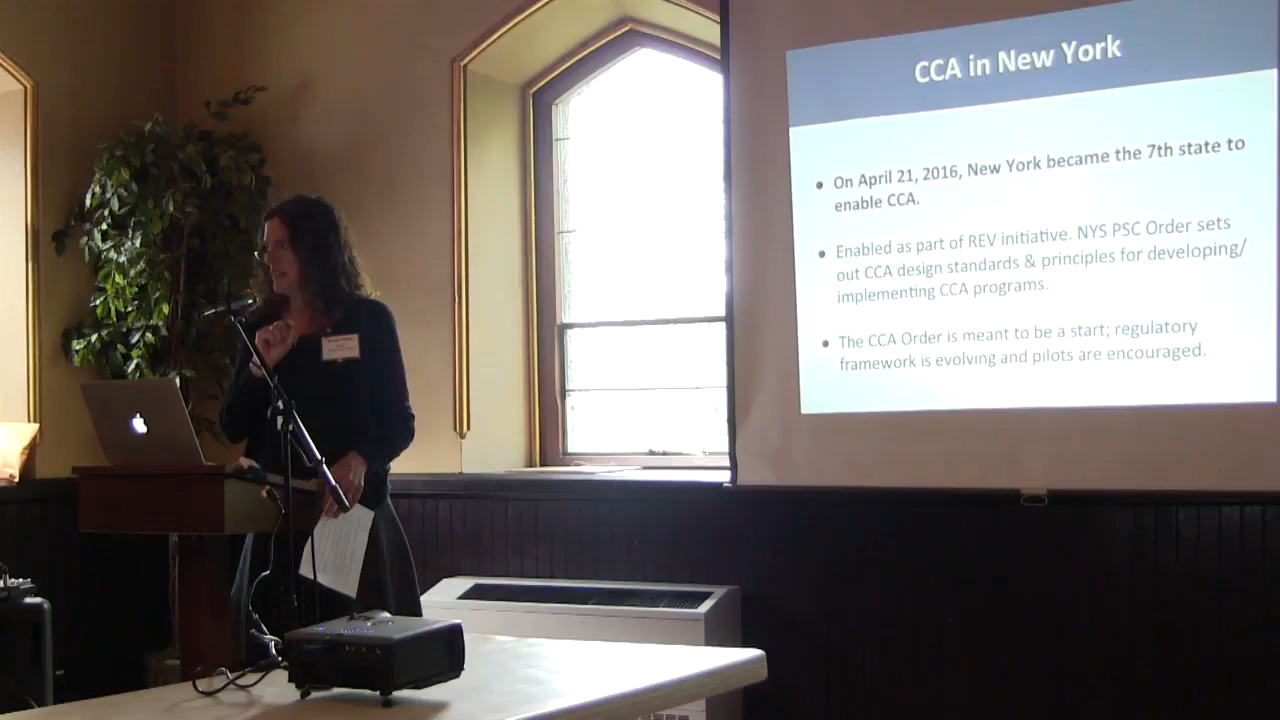 CCA in New York
• On April 21, 2016, New York became the 7th state to
enable CCA.
• Enabled as part of REV initiative. NYS PSC Order sets
out CCA design standards & principles for developing/
implementing CCA programs.
• The CCA Order is meant to be a start; regulatory
framework is evolving and pilots are encouraged.